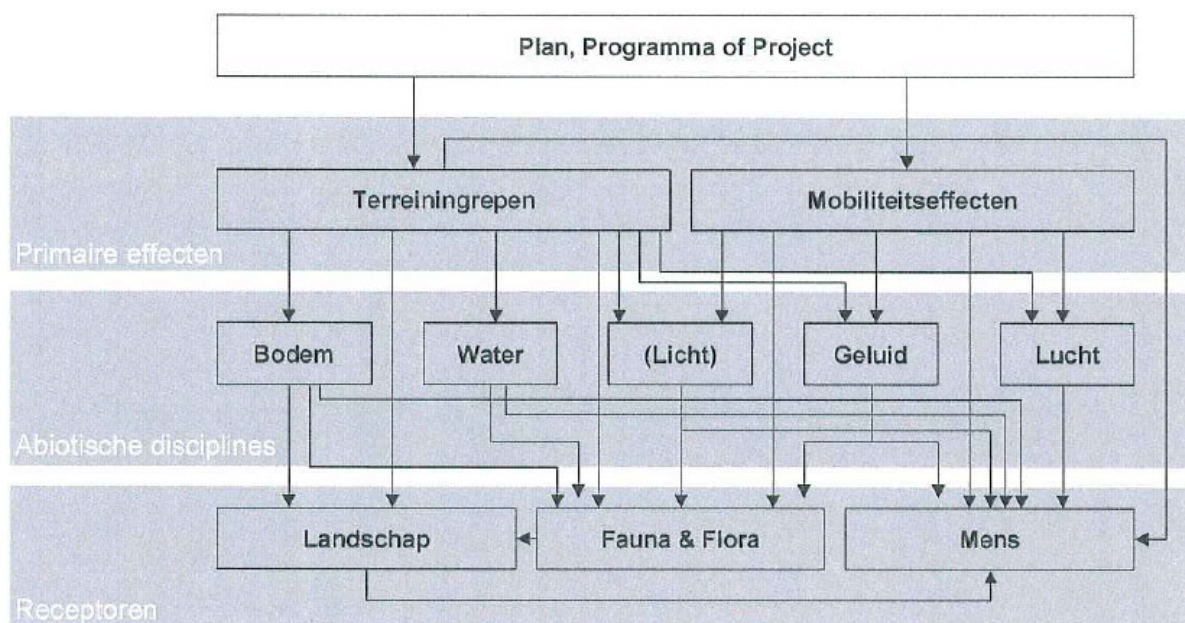 Plan, Programma of Project
Terreiningrepen
Mobiliteitseffecten
Primaire effecten
Bodem
Water
(Licht)
Geluid
Lucht
Abiotische disciplines
Landschap
Fauna & Flora
Mens
Receptoren